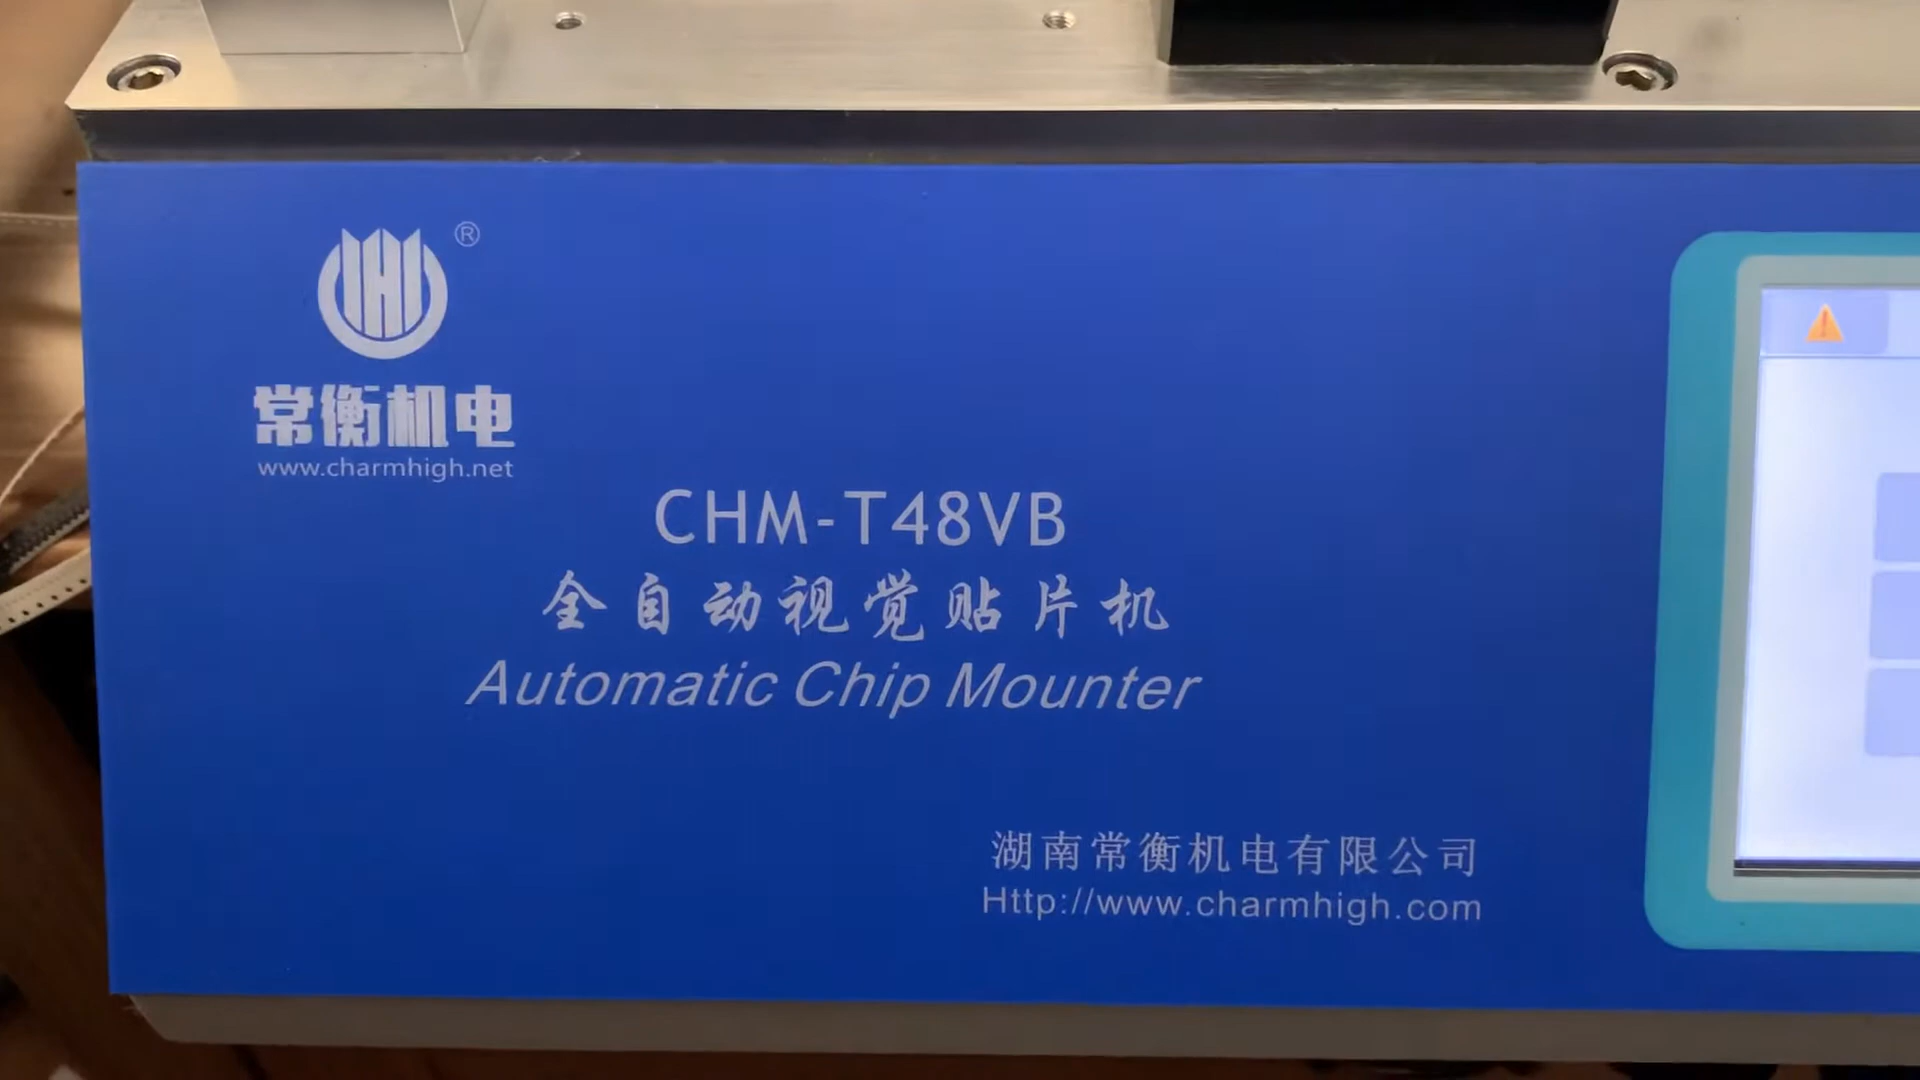 ®
常衡机电
www.charmhigh.net
CHM-T48VB
全自动视觉贴片机
Automatic Chip Mounter
湖南常衡机电有限公司
Http://www.charmhigh.com